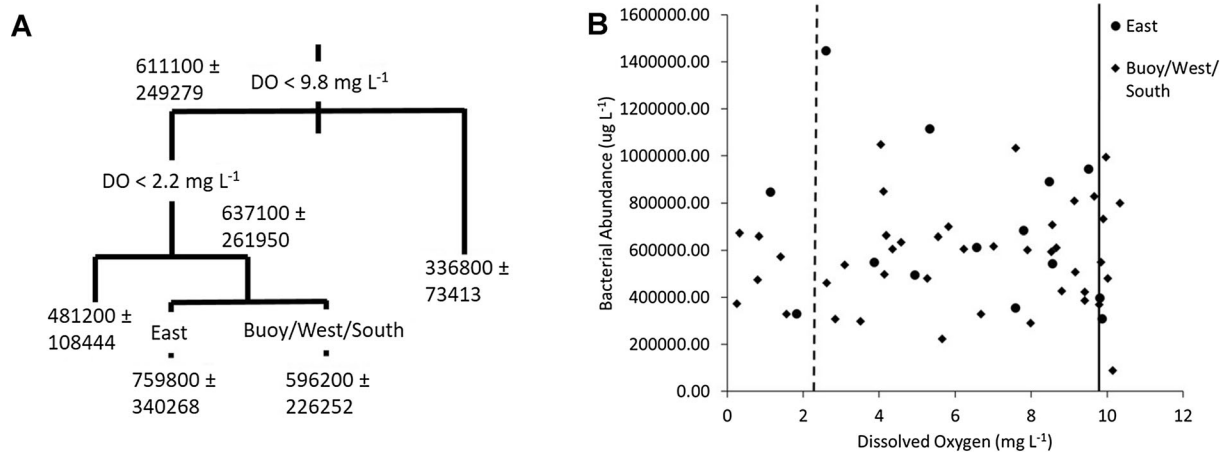 A
611100 ±
249279
DO < 9.8 mg L-1
DO < 2.2 mg L-1
637100 ±
261950
336800 ±
73413
481200 ±
108444
East
Buoy/West/South
759800 ±
340268
596200 ±
226252
B
1600000.00
1400000.00
1200000.00
1000000.00
800000.00
600000.00
400000.00
200000.00
0.00
Bacterial Abundance (ug L-1)
0 2 4 6 8 10 12
Dissolved Oxygen (mg L-1)
East
Buoy/West/
South